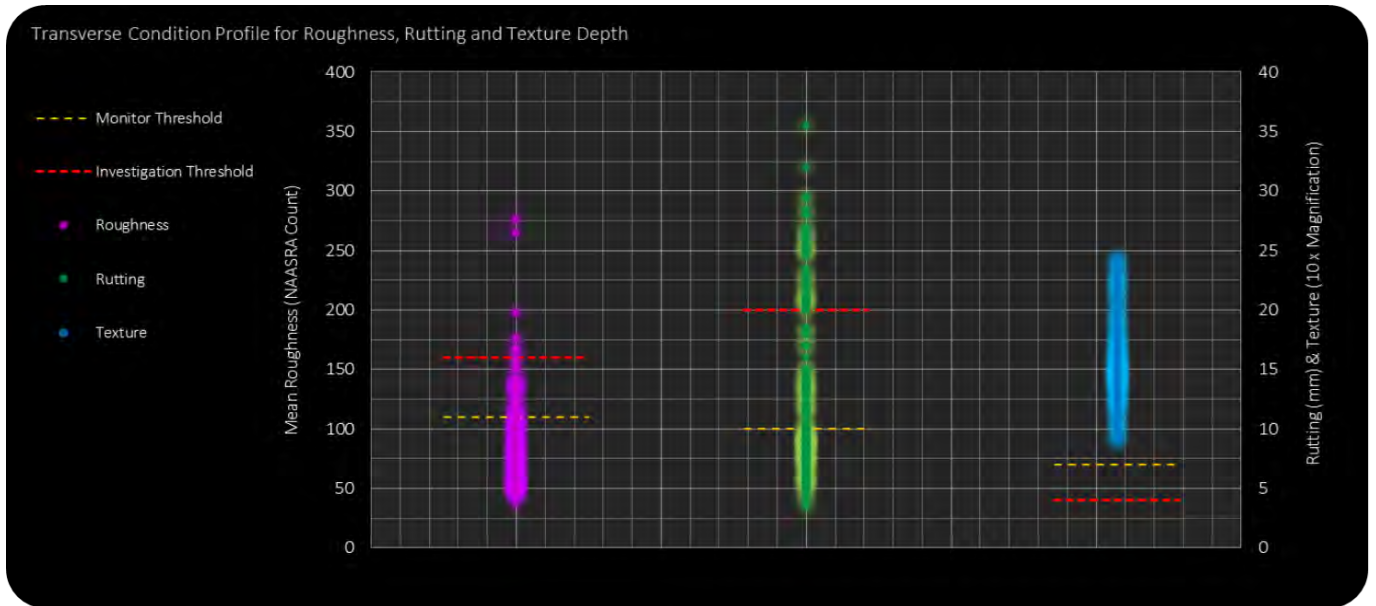 Transverse Condition Profile for Roughness, Rutting and Texture Depth
Monitor Threshold
Investigation Threshold
Roughness
Rutting
Texture
Mean Roughness (NAASRA Count)
400
350
300
250
200
150
100
50
0
40
35
30
25
20
15
10
5
0
Rutting (mm) & Texture (10 x Magnification)